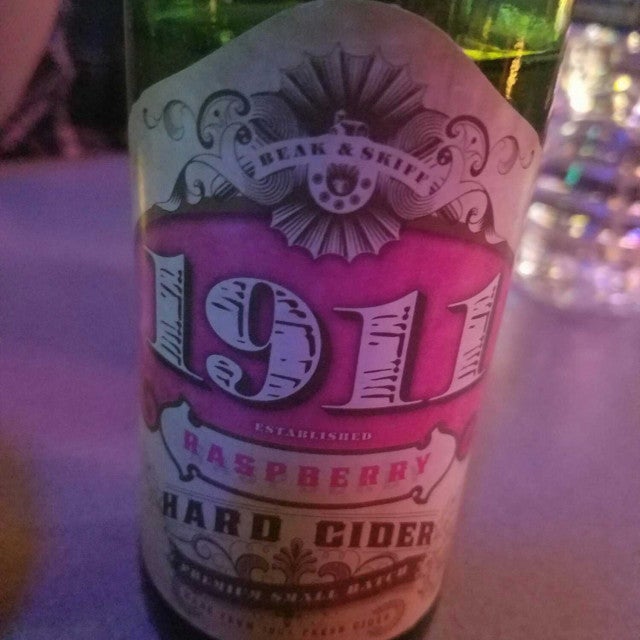 BEAK & SKIFF
1911
ESTABLISHED
RASPBERRY
HARD CIDER
PREMIUM SMALL BATCH